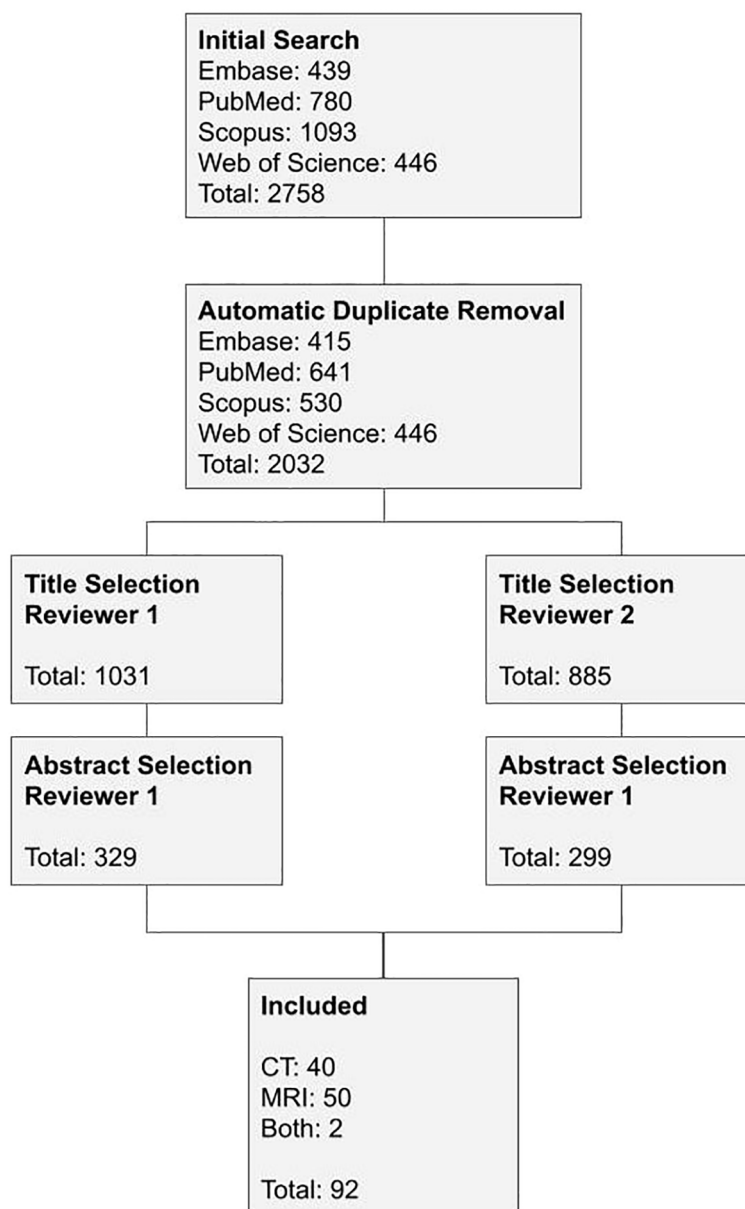 Initial Search
Embase: 439
PubMed: 780
Scopus: 1093
Web of Science: 446
Total: 2758
Automatic Duplicate Removal
Embase: 415
PubMed: 641
Scopus: 530
Web of Science: 446
Total: 2032
Title Selection
Reviewer 1
Total: 1031
Title Selection
Reviewer 2
Total: 885
Abstract Selection
Reviewer 1
Total: 329
Abstract Selection
Reviewer 1
Total: 299
Included
CT: 40
MRI: 50
Both: 2
Total: 92